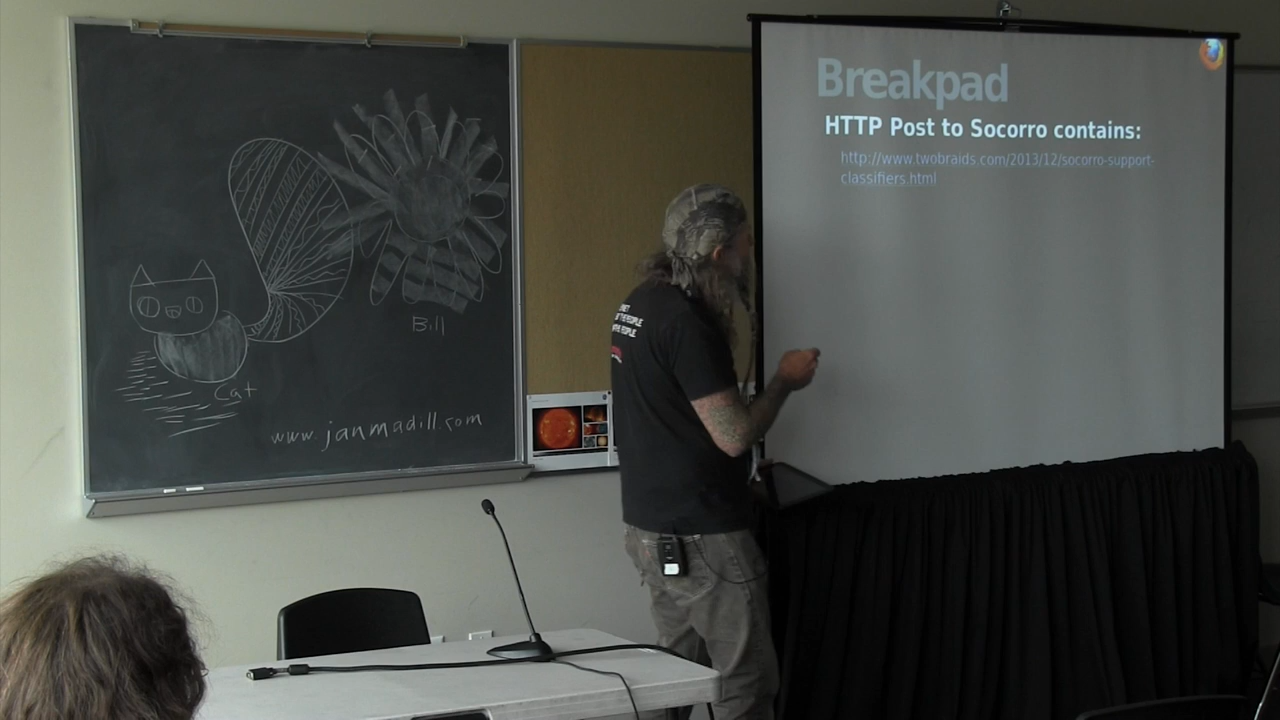 Bill
Cat
www.janmadill.com
Breakpad
HTTP Post to Socorro contains:
http://www.twobraids.com/2013/12/socorro-support-
classifiers.html